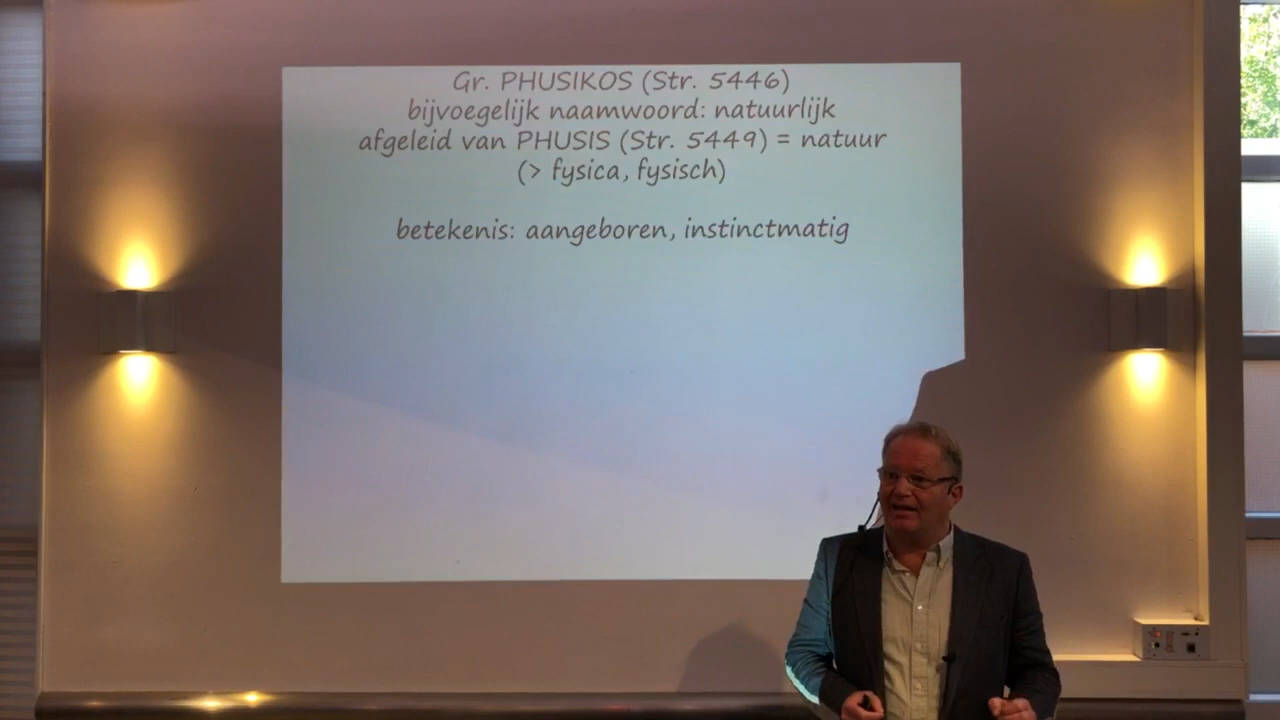 Gr. PHUSIKOS (Str. 5446)
bijvoegelijk naamwoord: natuurlijk
afgeleid van PHUSIS (Str. 5449) = natuur
(> fysica, fysisch)
betekenis: aangeboren, instinctmatig